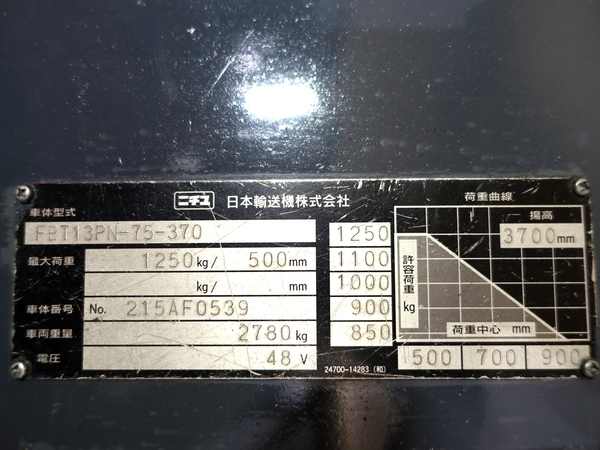 ニチユ 日本輸送機株式会社
車体型式
FBT13PN-75-370
最大荷重 1250kg/ 500mm
kg/ mm
車体番号 No. 215AF0539
車両重量 2780kg
電圧 48V
1250
1100
1000
900
850
24700-14283 (和)
荷重曲線
揚高
3700mm
許容荷重 kg
荷重中心 mm
500 700 900